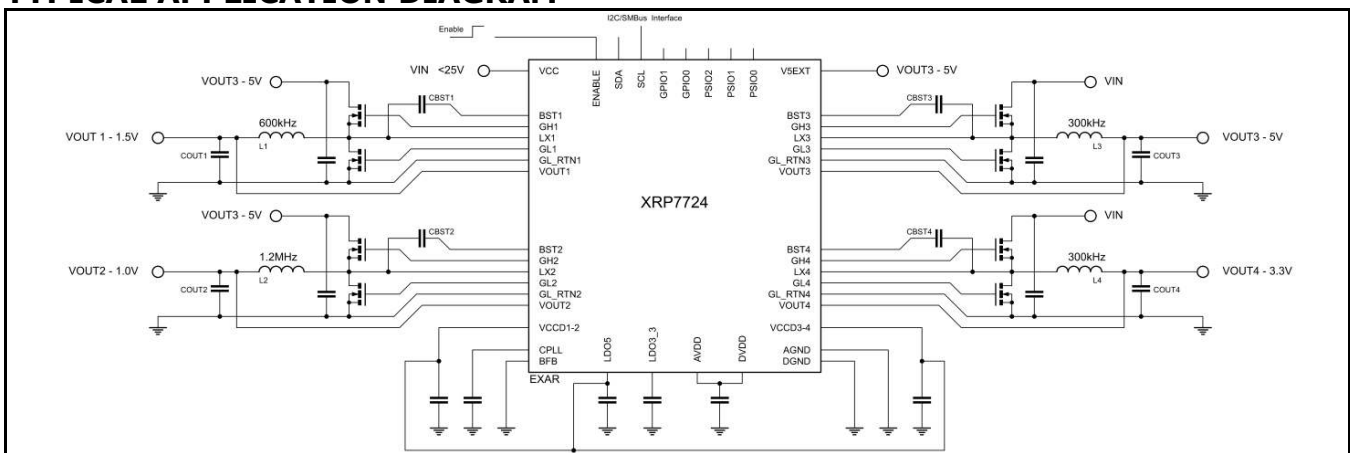 TYPICAL APPLICATION DIAGRAM
I2C/SMBus Interface
Enable
VIN <25V
VCC
ENABLE
SDA
SCL
GPIO1
GPIO0
PSIO2
PSIO1
PSIO0
V5EXT
VOUT3 - 5V
VOUT3 - 5V
CBST1
BST1
GH1
LX1
GL1
GL_RTN1
VOUT1
600kHz
L1
VOUT 1 - 1.5V
COUT1
VIN
CBST3
BST3
GH3
LX3
GL3
GL_RTN3
VOUT3
300kHz
L3
VOUT3 - 5V
COUT3
XRP7724
VOUT3 - 5V
CBST2
BST2
GH2
LX2
GL2
GL_RTN2
VOUT2
1.2MHz
L2
VOUT2 - 1.0V
COUT2
VIN
CBST4
BST4
GH4
LX4
GL4
GL_RTN4
VOUT4
300kHz
L4
VOUT4 - 3.3V
COUT4
VCCD1-2
VCCD3-4
CPLL
BFB
LDO5
LDO3_3
AVDD
DVDD
AGND
DGND
EXAR